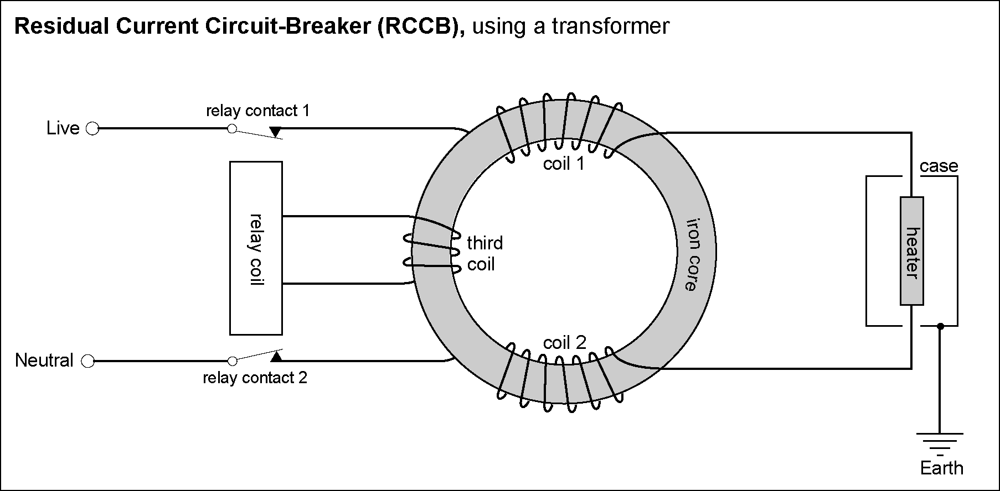 Residual Current Circuit-Breaker (RCCB), using a transformer
relay contact 1
Live
coil 1
case
relay coil
third
coil
iron core
heater
coil 2
Neutral
relay contact 2
Earth